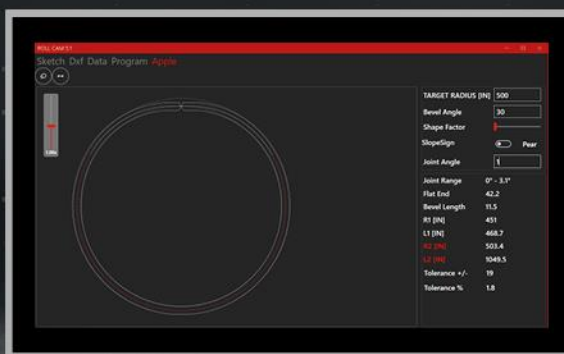 ROLL CAM 5.1
Sketch Dxf Data Program Apple
TARGET RADIUS [IN] 500
Bevel Angle 30
Shape Factor
SlopeSign Pear
Joint Angle 1
Joint Range 0° - 3.1°
Flat End 42.2
Bevel Length 11.5
R1 [IN] 451
L1 [IN] 468.7
R2 [IN] 503.4
L2 [IN] 1049.5
Tolerance +/- 19
Tolerance % 1.8